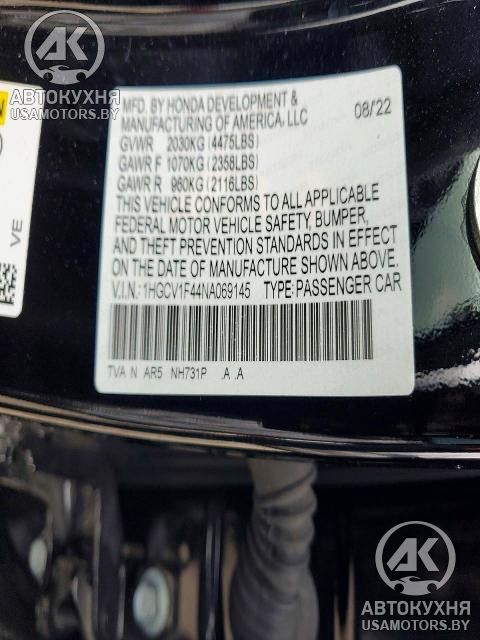 AK
АВТОКУХНЯ
USAMOTORS.BY
VE
MFD. BY HONDA DEVELOPMENT & 08/22
MANUFACTURING OF AMERICA, LLC
GVWR 2030KG (4475LBS)
GAWR F 1070KG (2358LBS)
GAWR R 960KG (2116LBS)
THIS VEHICLE CONFORMS TO ALL APPLICABLE
FEDERAL MOTOR VEHICLE SAFETY, BUMPER,
AND THEFT PREVENTION STANDARDS IN EFFECT
ON THE DATE OF MANUFACTURE SHOWN ABOVE.
V.I.N.: 1HGCV1F44NA069145 TYPE: PASSENGER CAR
TVA N AR5 NH731P .A .A
AK
АВТОКУХНЯ
USAMOTORS.BY